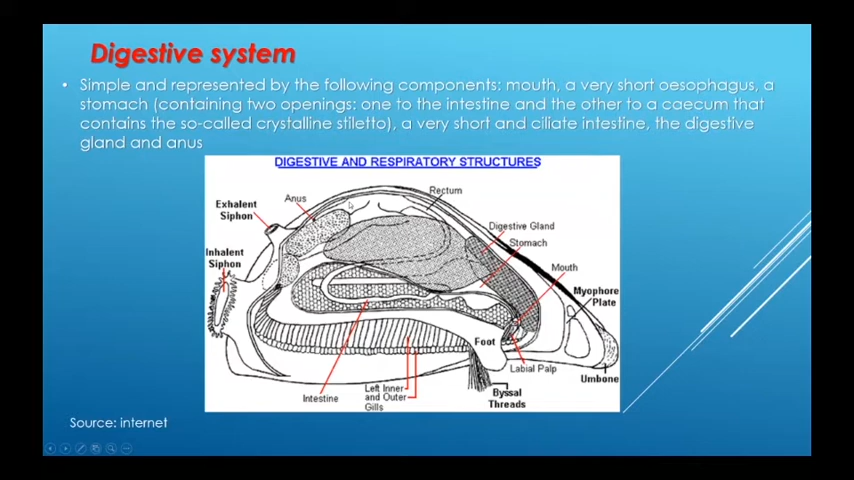 Digestive system
• Simple and represented by the following components: mouth, a very short oesophagus, a
stomach (containing two openings: one to the intestine and the other to a caecum that
contains the so-called crystalline stiletto), a very short and ciliate intestine, the digestive
gland and anus
DIGESTIVE AND RESPIRATORY STRUCTURES
Rectum
Anus
Exhalent
Siphon
Digestive Gland
Stomach
Inhalent
Siphon
Mouth
Myophore
Plate
Foot
Labial Palp
Umbone
Intestine
Left Inner
and Outer
Gills
Byssal
Threads
Source: internet